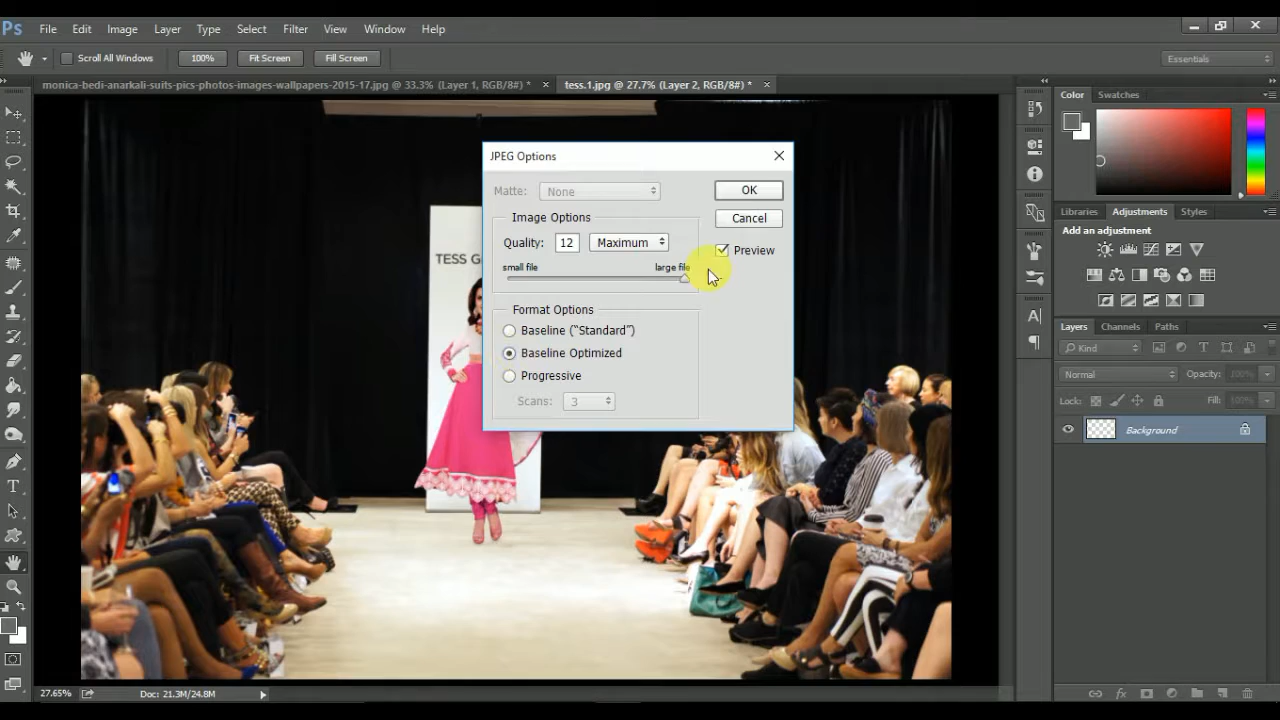 Ps File Edit Image Layer Type Select Filter View Window Help
Scroll All Windows 100% Fit Screen Fill Screen Essentials
monica-bedi-anarkali-suits-pics-photos-images-wallpapers-2015-17.jpg @ 33.3% (Layer 1, RGB/8#) * × tess.1.jpg @ 27.7% (Layer 2, RGB/8#) * ×
TESS G
JPEG Options
Matte: None
OK
Image Options
Cancel
Quality: 12 Maximum
Preview
small file large file
Format Options
Baseline ("Standard")
Baseline Optimized
Progressive
Scans: 3
Color Swatches
Libraries Adjustments Styles
Add an adjustment
Layers Channels Paths
Kind
Normal Opacity: 100%
Lock: Fill: 100%
Background
27.65% Doc: 21.3M/24.8M